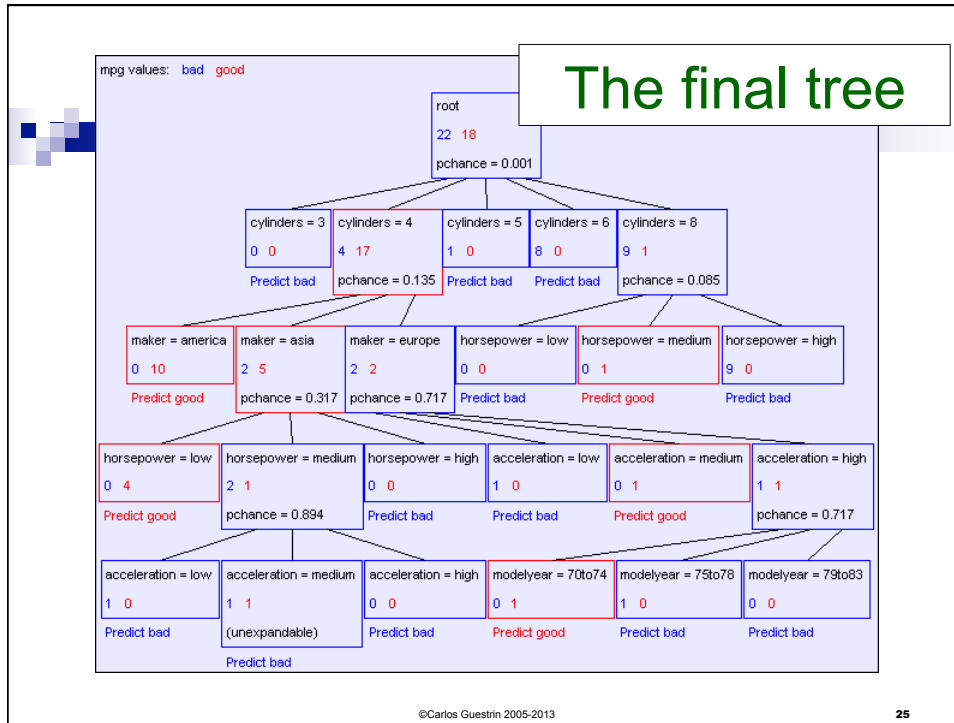 The final tree
mpg values: bad good
root
22 18
pchance = 0.001
cylinders = 3
0 0
Predict bad
cylinders = 4
4 17
pchance = 0.135
cylinders = 5
1 0
Predict bad
cylinders = 6
8 0
Predict bad
cylinders = 8
9 1
pchance = 0.085
maker = america
0 10
Predict good
maker = asia
2 5
pchance = 0.317
maker = europe
2 2
pchance = 0.717
horsepower = low
0 0
Predict bad
horsepower = medium
0 1
Predict good
horsepower = high
9 0
Predict bad
horsepower = low
0 4
Predict good
horsepower = medium
2 1
pchance = 0.894
horsepower = high
0 0
Predict bad
acceleration = low
1 0
Predict bad
acceleration = medium
0 1
Predict good
acceleration = high
1 1
pchance = 0.717
acceleration = low
1 0
Predict bad
acceleration = medium
1 1
(unexpandable)
Predict bad
acceleration = high
0 0
Predict bad
modelyear = 70to74
0 1
Predict good
modelyear = 75to78
1 0
Predict bad
modelyear = 79to83
0 0
Predict bad
©Carlos Guestrin 2005-2013
25